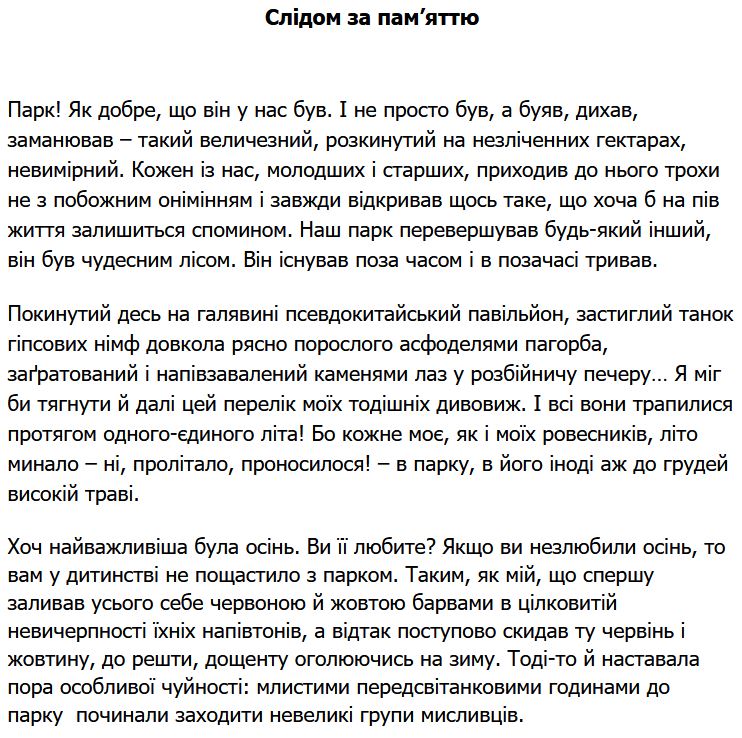 Слідом за пам’яттю
Парк! Як добре, що він у нас був. І не просто був, а буяв, дихав,
заманював – такий величезний, розкинутий на незліченних гектарах,
невимірний. Кожен із нас, молодших і старших, приходив до нього трохи
не з побожним онімінням і завжди відкривав щось таке, що хоча б на пів
життя залишиться спомином. Наш парк перевершував будь-який інший,
він був чудесним лісом. Він існував поза часом і в позачасі тривав.
Покинутий десь на галявині псевдокитайський павільйон, застиглий танок
гіпсових німф довкола рясно порослого асфоделями пагорба,
заґратований і напівзавалений каменями лаз у розбійничу печеру… Я міг
би тягнути й далі цей перелік моїх тодішніх дивовиж. І всі вони трапилися
протягом одного-єдиного літа! Бо кожне моє, як і моїх ровесників, літо
минало – ні, пролітало, проносилося! – в парку, в його іноді аж до грудей
високій траві.
Хоч найважливіша була осінь. Ви її любите? Якщо ви незлюбили осінь, то
вам у дитинстві не пощастило з парком. Таким, як мій, що спершу
заливав усього себе червоною й жовтою барвами в цілковитій
невичерпності їхніх напівтонів, а відтак поступово скидав ту червінь і
жовтину, до решти, дощенту оголюючись на зиму. Тоді-то й наставала
пора особливої чуйності: млистими передсвітанковими годинами до
парку  починали заходити невеликі групи мисливців.